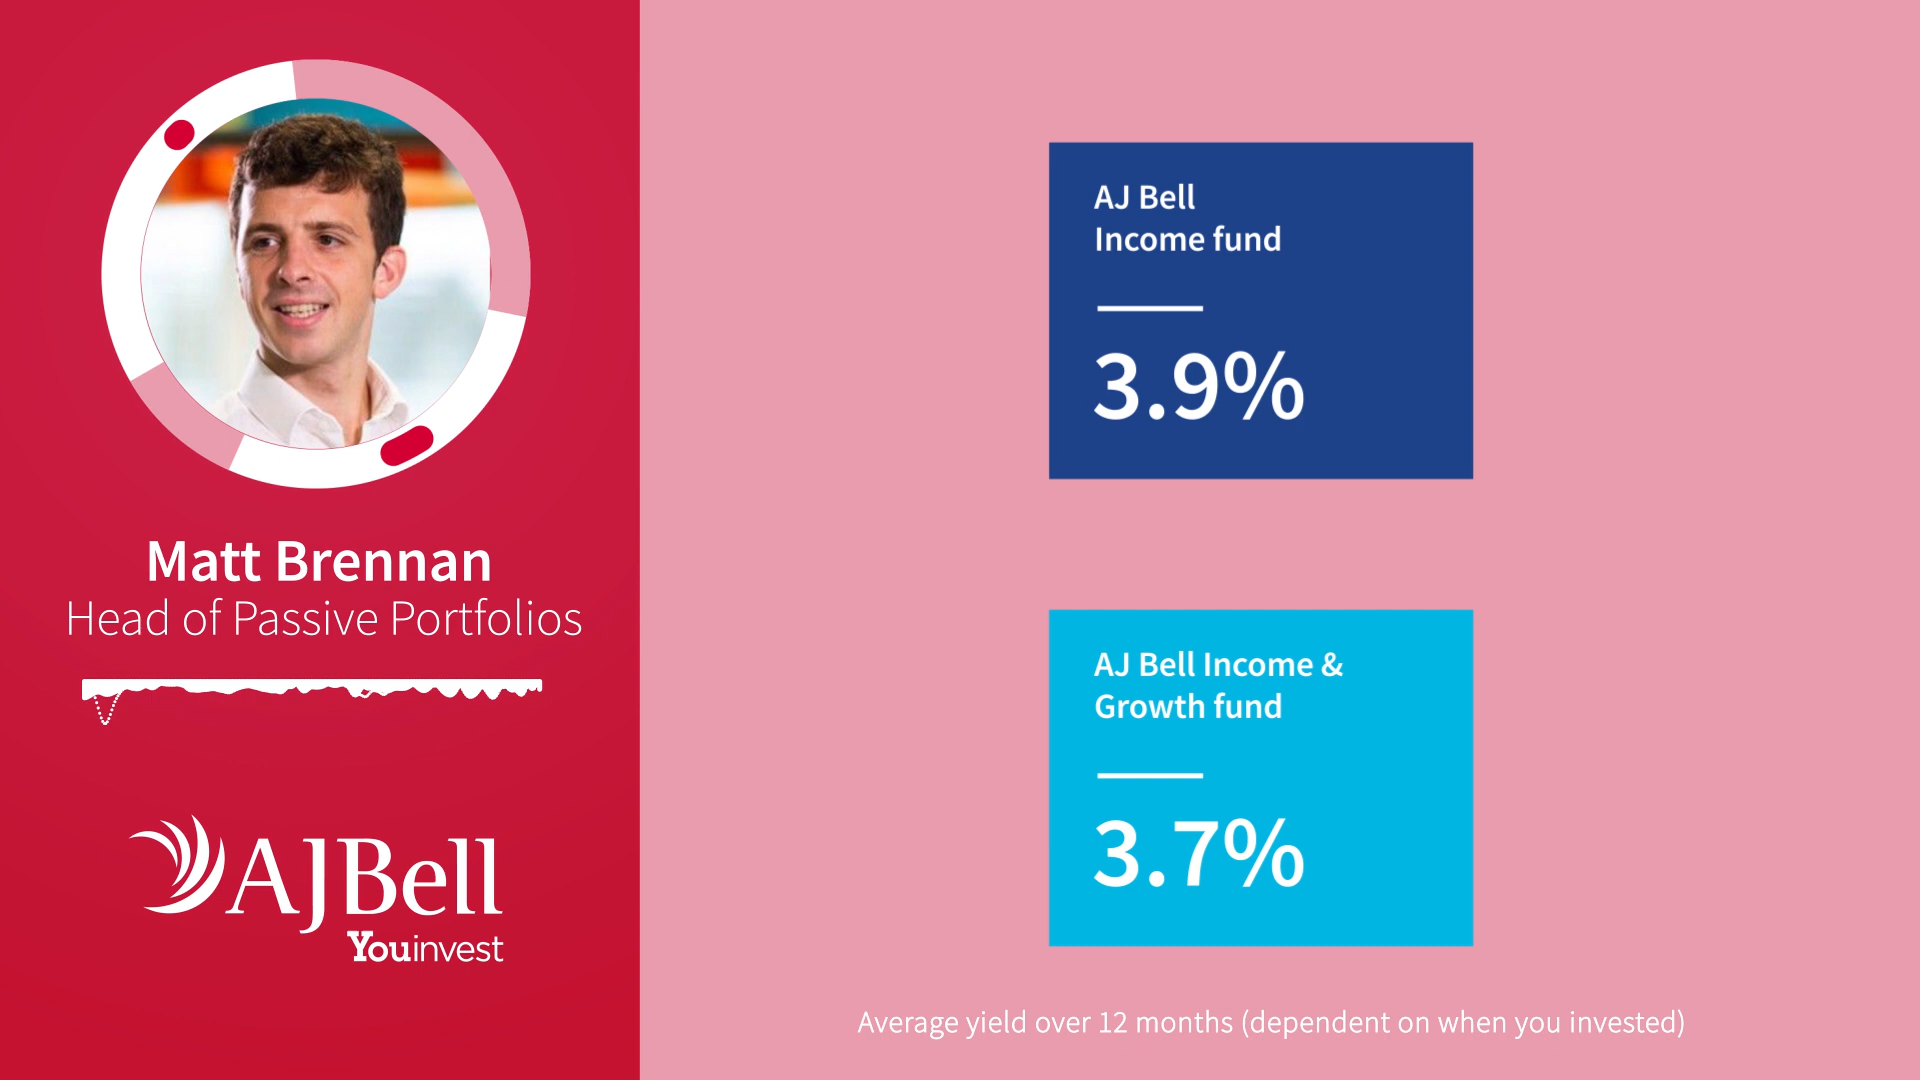 Matt Brennan
Head of Passive Portfolios
AJBell
Youinvest
AJ Bell
Income fund
3.9%
AJ Bell Income &
Growth fund
3.7%
Average yield over 12 months (dependent on when you invested)